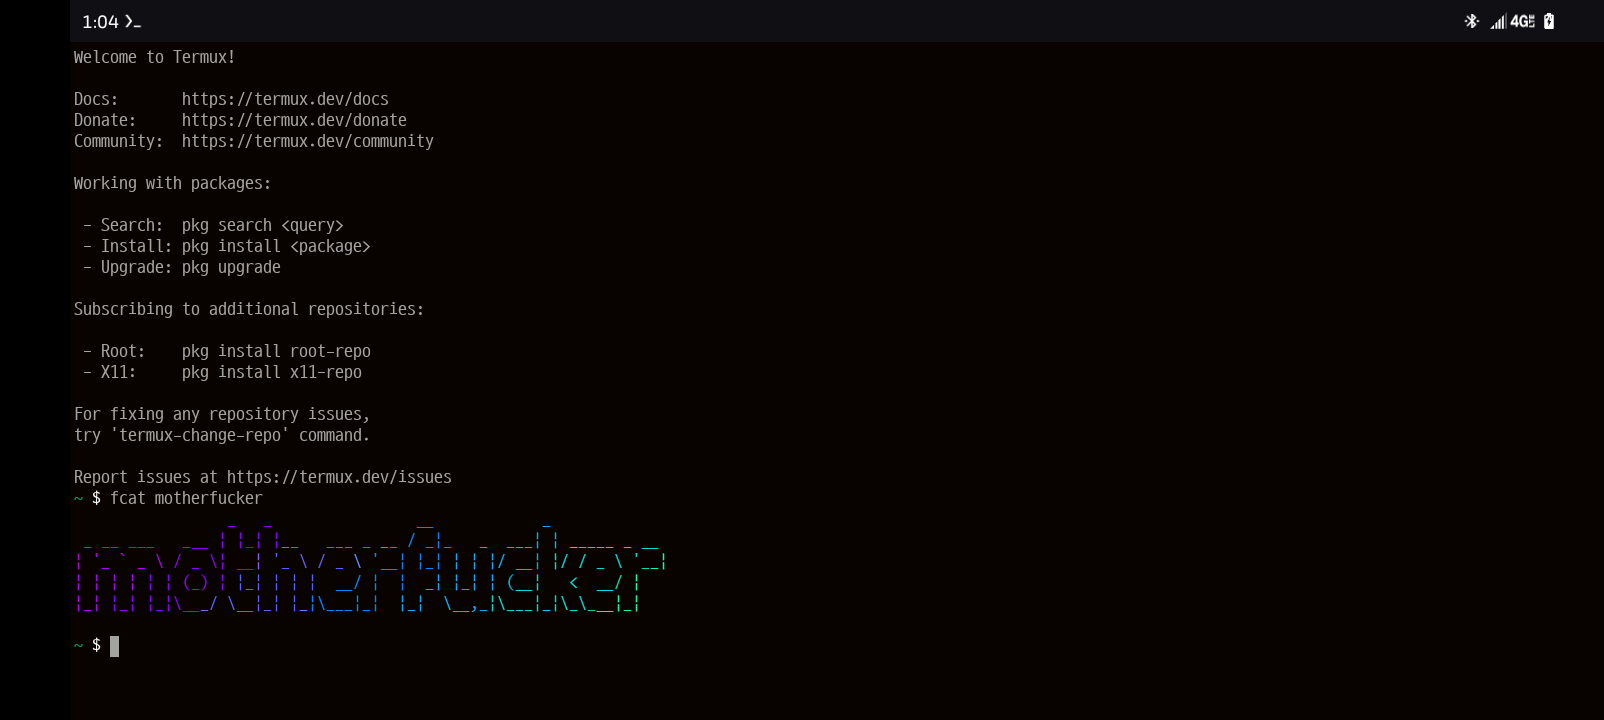 1:04
4G LTE
Welcome to Termux!
Docs: https://termux.dev/docs
Donate: https://termux.dev/donate
Community: https://termux.dev/community
Working with packages:
- Search: pkg search <query>
- Install: pkg install <package>
- Upgrade: pkg upgrade
Subscribing to additional repositories:
- Root: pkg install root-repo
- X11: pkg install x11-repo
For fixing any repository issues,
try 'termux-change-repo' command.
Report issues at https://termux.dev/issues
~ $ fcat motherfucker
motherfucker
~ $